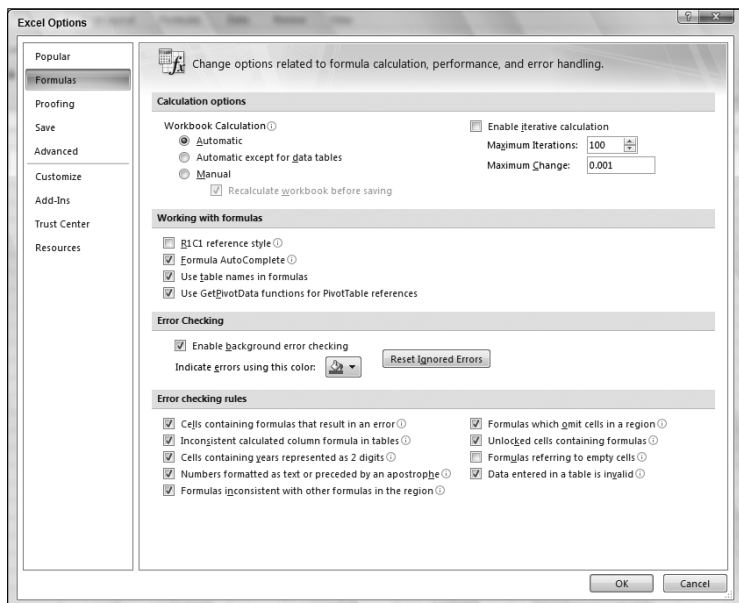 Excel Options
Popular
Formulas
Proofing
Save
Advanced
Customize
Add-Ins
Trust Center
Resources
Change options related to formula calculation, performance, and error handling.
Calculation options
Workbook Calculation
Automatic
Automatic except for data tables
Manual
Recalculate workbook before saving
Enable iterative calculation
Maximum Iterations: 100
Maximum Change: 0.001
Working with formulas
R1C1 reference style
Formula AutoComplete
Use table names in formulas
Use GetPivotData functions for PivotTable references
Error Checking
Enable background error checking
Indicate errors using this color:
Reset Ignored Errors
Error checking rules
Cells containing formulas that result in an error
Inconsistent calculated column formula in tables
Cells containing years represented as 2 digits
Numbers formatted as text or preceded by an apostrophe
Formulas inconsistent with other formulas in the region
Formulas which omit cells in a region
Unlocked cells containing formulas
Formulas referring to empty cells
Data entered in a table is invalid
OK
Cancel